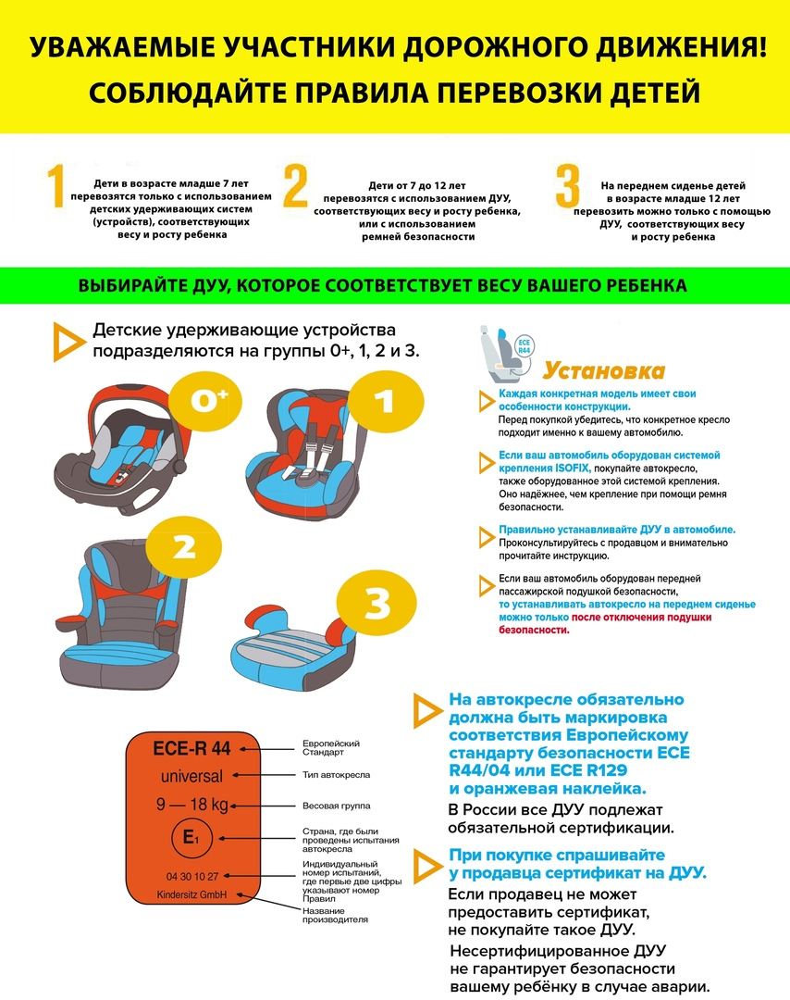 УВАЖАЕМЫЕ УЧАСТНИКИ ДОРОЖНОГО ДВИЖЕНИЯ!
СОБЛЮДАЙТЕ ПРАВИЛА ПЕРЕВОЗКИ ДЕТЕЙ
1
Дети в возрасте младше 7 лет
перевозятся только с использованием
детских удерживающих систем
(устройств), соответствующих
весу и росту ребенка
2
Дети от 7 до 12 лет
перевозятся с использованием ДУУ,
соответствующих весу и росту ребенка,
или с использованием
ремней безопасности
3
На переднем сиденье детей
в возрасте младше 12 лет
перевозить можно только с помощью
ДУУ, соответствующих весу
и росту ребенка
ВЫБИРАЙТЕ ДУУ, КОТОРОЕ СООТВЕТСТВУЕТ ВЕСУ ВАШЕГО РЕБЕНКА
Детские удерживающие устройства
подразделяются на группы 0+, 1, 2 и 3.
0+
1
2
3
ECE
R44
Установка
Каждая конкретная модель имеет свои
особенности конструкции.
Перед покупкой убедитесь, что конкретное кресло
подходит именно к вашему автомобилю.
Если ваш автомобиль оборудован системой
крепления ISOFIX, покупайте автокресло,
также оборудованное этой системой крепления.
Оно надёжнее, чем крепление при помощи ремня
безопасности.
Правильно устанавливайте ДУУ в автомобиле.
Проконсультируйтесь с продавцом и внимательно
прочитайте инструкцию.
Если ваш автомобиль оборудован передней
пассажирской подушкой безопасности,
то устанавливать автокресло на переднем сиденье
можно только после отключения подушки
безопасности.
ECE-R 44
universal
9 — 18 kg
E1
04 30 10 27
Kindersitz GmbH
Европейский
Стандарт
Тип автокресла
Весовая группа
Страна, где были
проведены испытания
автокресла
Индивидуальный
номер испытаний,
где первые две цифры
указывают номер
Правил
Название
производителя
На автокресле обязательно
должна быть маркировка
соответствия Европейскому
стандарту безопасности ECE
R44/04 или ECE R129
и оранжевая наклейка.
В России все ДУУ подлежат
обязательной сертификации.
При покупке спрашивайте
у продавца сертификат на ДУУ.
Если продавец не может
предоставить сертификат,
не покупайте такое ДУУ.
Несертифицированное ДУУ
не гарантирует безопасности
вашему ребёнку в случае аварии.